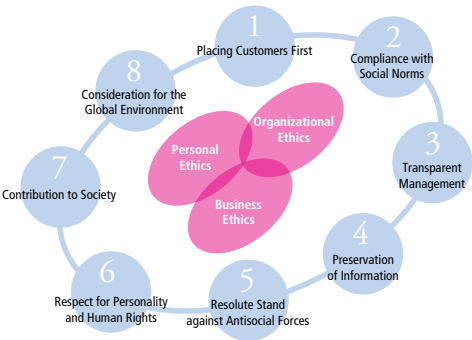 1
Placing Customers First
2
Compliance with
Social Norms
3
Transparent
Management
4
Preservation
of Information
5
Resolute Stand
against Antisocial Forces
6
Respect for Personality
and Human Rights
7
Contribution to Society
8
Consideration for the
Global Environment
Organizational
Ethics
Personal
Ethics
Business
Ethics